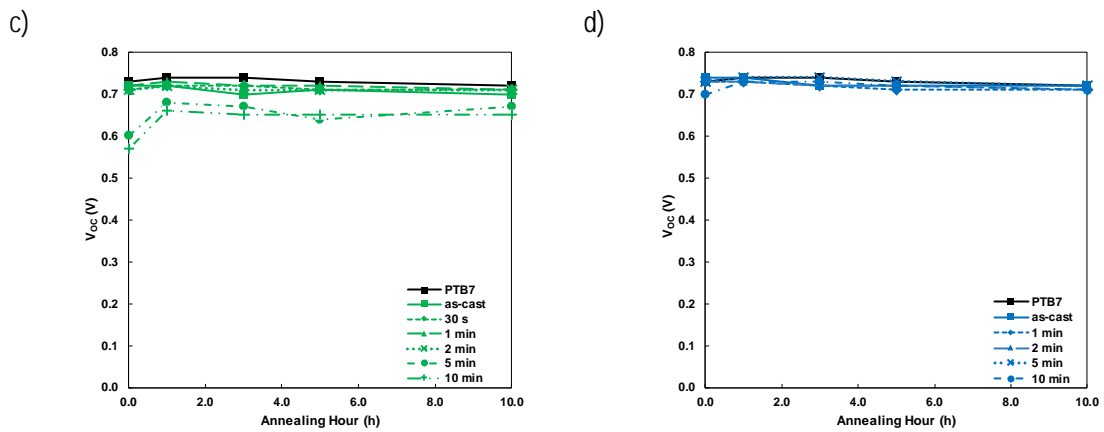 c)
0.8
0.7
0.6
0.5
0.4
0.3
0.2
0.1
0.0
V_OC (V)
PTB7
as-cast
30 s
1 min
2 min
5 min
10 min
0.0 2.0 4.0 6.0 8.0 10.0
Annealing Hour (h)
d)
0.8
0.7
0.6
0.5
0.4
0.3
0.2
0.1
0.0
V_OC (V)
PTB7
as-cast
1 min
2 min
5 min
10 min
0.0 2.0 4.0 6.0 8.0 10.0
Annealing Hour (h)